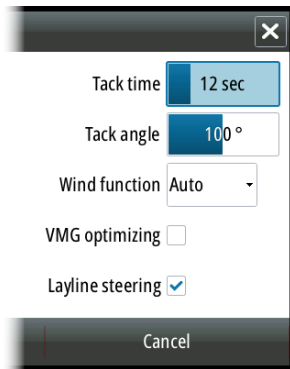 Tack time 12 sec
Tack angle 100 °
Wind function Auto
VMG optimizing
Layline steering
Cancel